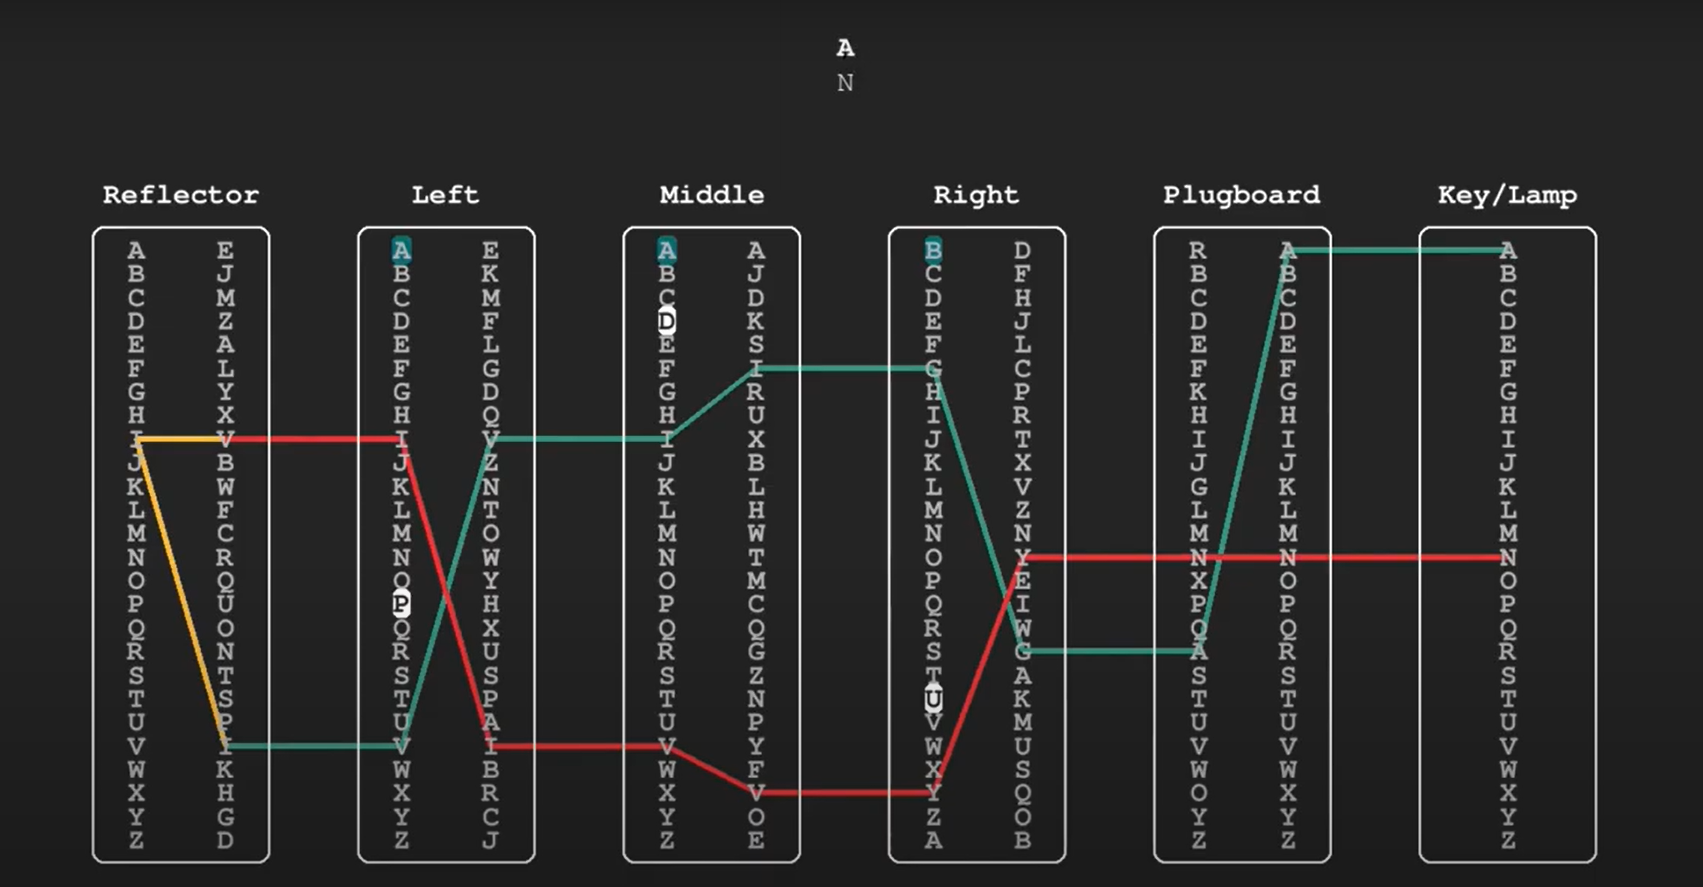 A
N
Reflector Left Middle Right Plugboard Key/Lamp
A E A E A A B D R A A
B J B K B J C F B B B
C M C M C D D H C C C
D Z D F D K E J D D D
E A E L E S F L E E E
F L F G F I G C F F F
G Y G D G R H P K G G
H X H Q H U I R H H H
I V I V I X J T I I I
J B J Z J B K X J J J
K W K N K L L V G K K
L F L T L H M Z L L L
M C M O M W N N M M M
N R N W N T O Y N N N
O Q O Y O M P E X O O
P U P H P C Q I P P P
Q O Q X Q Q R W Q Q Q
R N R U R G S G A R R
S T S S S Z T A S S S
T S T P T N U K T T T
U P U A U P V M U U U
V I V I V Y W U V V V
W K W B W F X S W W W
X H X R X V Y Q O X X
Y G Y C Y O Z O Y Y Y
Z D Z J Z E A B Z Z Z